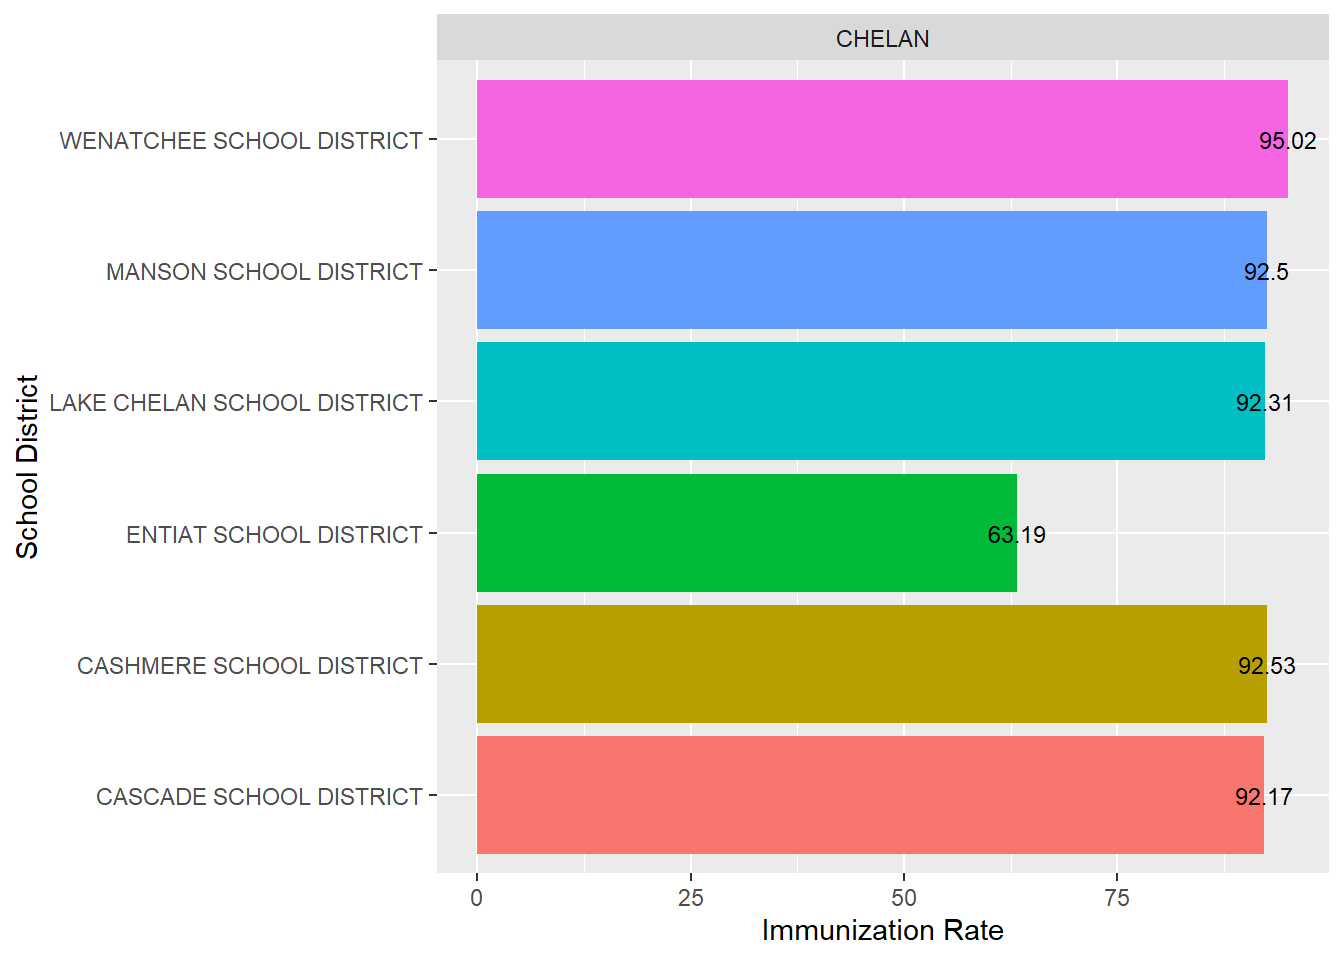 CHELAN
WENATCHEE SCHOOL DISTRICT
95.02
MANSON SCHOOL DISTRICT
92.5
LAKE CHELAN SCHOOL DISTRICT
92.31
ENTIAT SCHOOL DISTRICT
63.19
CASHMERE SCHOOL DISTRICT
92.53
CASCADE SCHOOL DISTRICT
92.17
School District
0 25 50 75
Immunization Rate